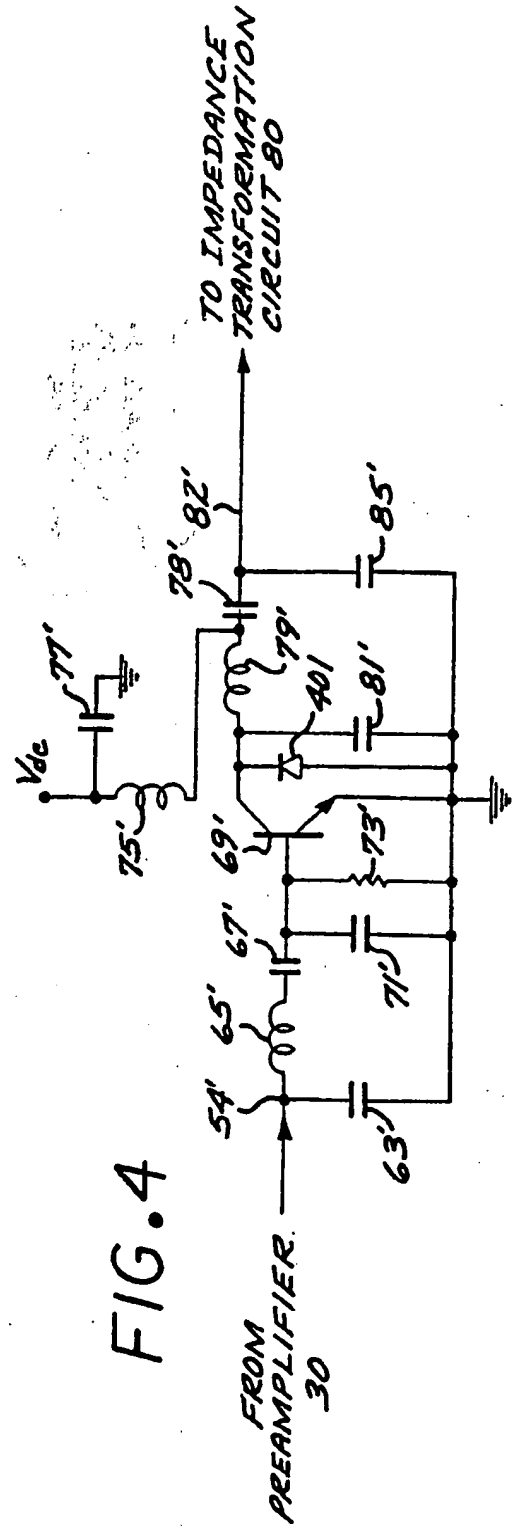 FIG. 4
FROM
PREAMPLIFIER
30
54'
65'
67'
69'
63'
71'
73'
75'
Vdc
77'
401
81'
79'
78'
82'
85'
TO IMPEDANCE
TRANSFORMATION
CIRCUIT 80